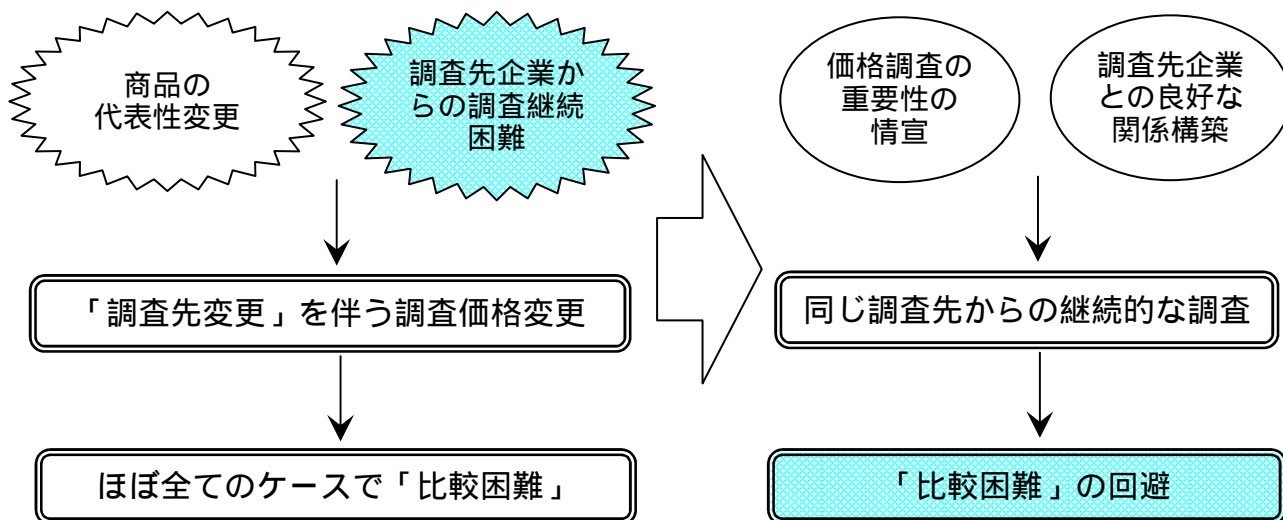 商品の
代表性変更
調査先企業か
らの調査継続
困難
「調査先変更」を伴う調査価格変更
ほぼ全てのケースで「比較困難」
価格調査の
重要性の
情宣
調査先企業
との良好な
関係構築
同じ調査先からの継続的な調査
「比較困難」の回避